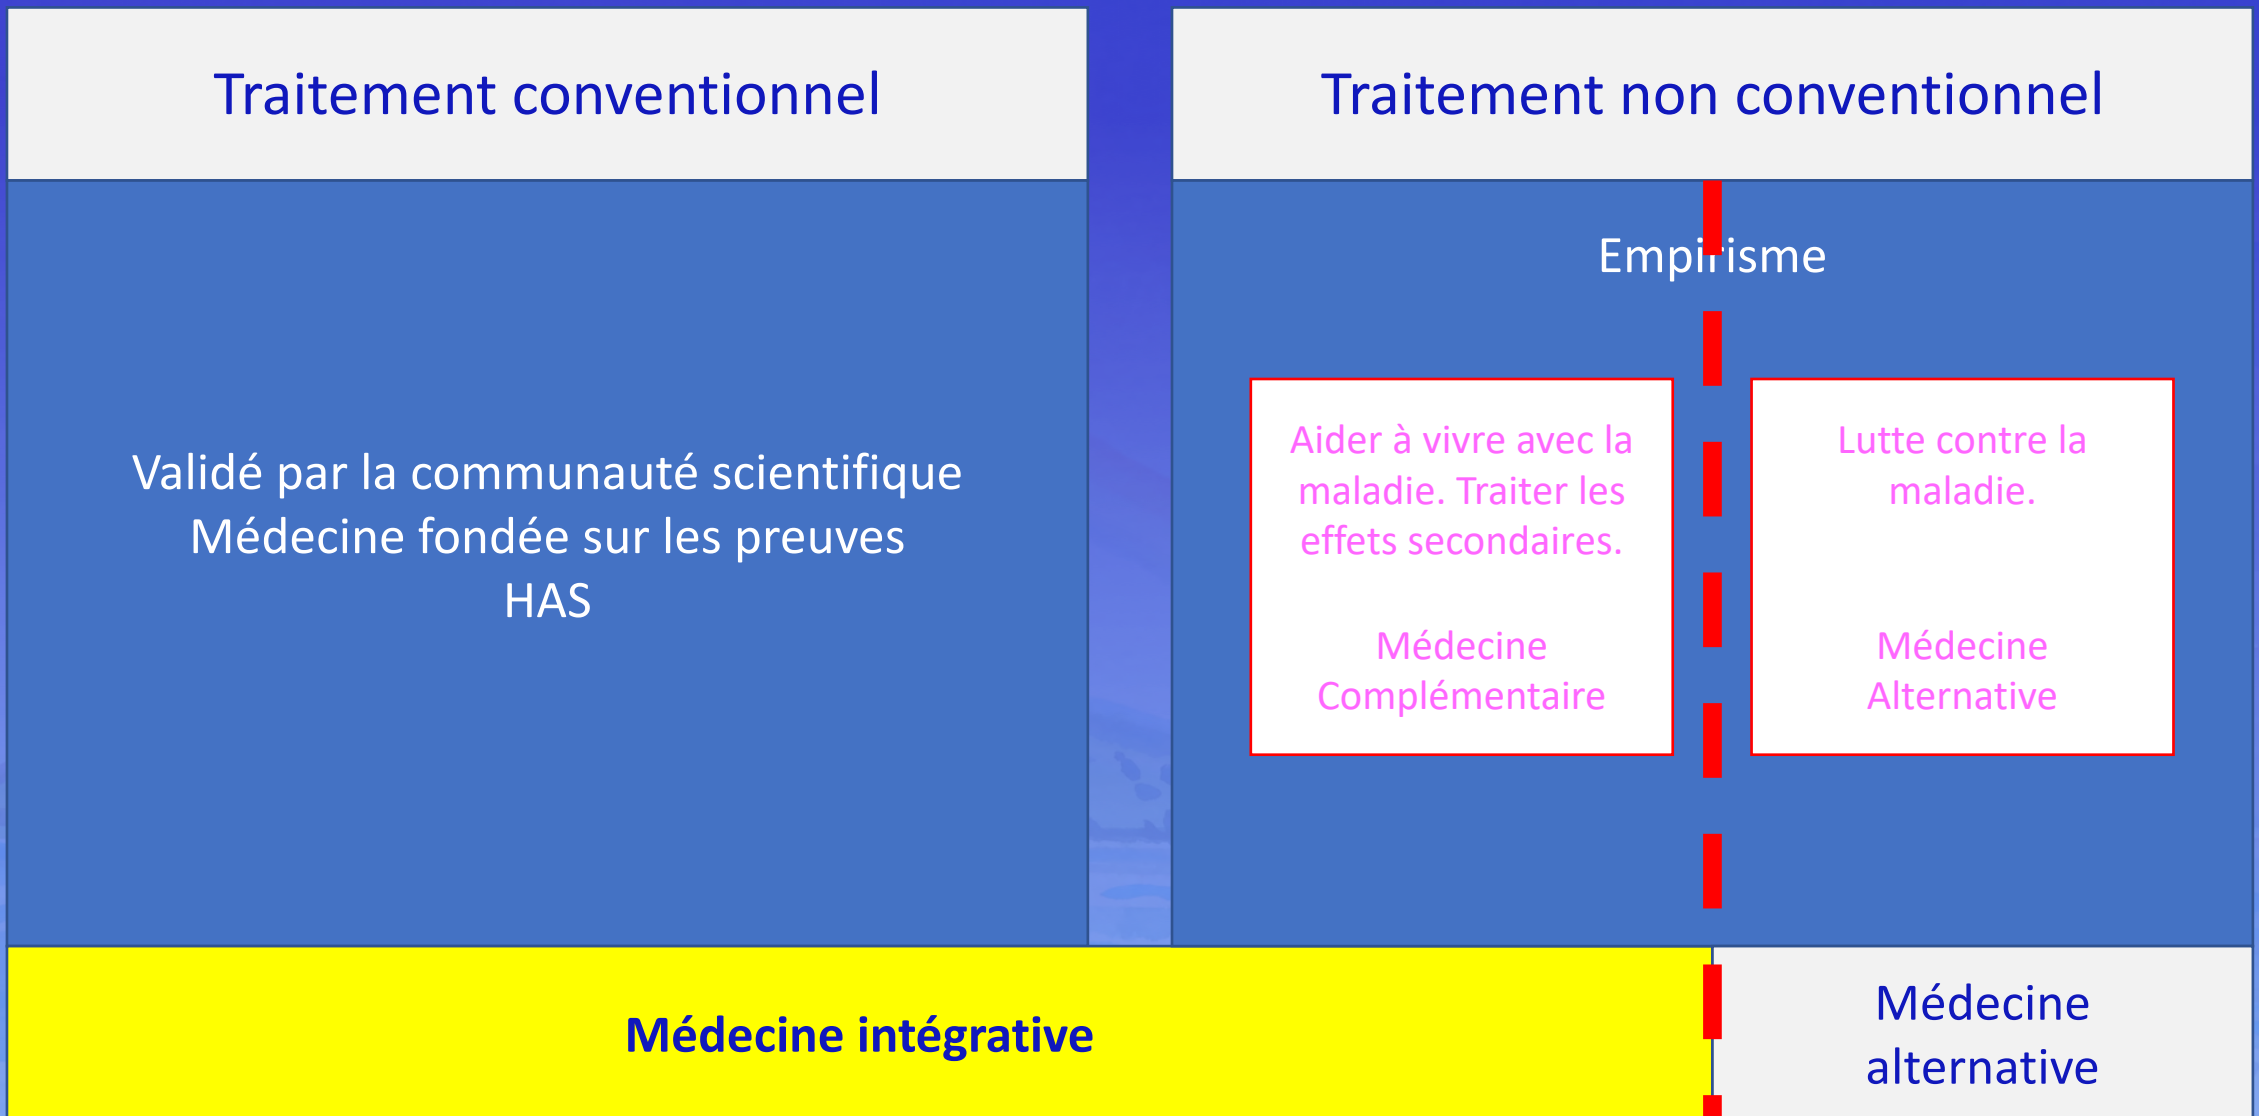 Traitement conventionnel
Traitement non conventionnel
Validé par la communauté scientifique
Médecine fondée sur les preuves
HAS
Empirisme
Aider à vivre avec la
maladie. Traiter les
effets secondaires.
Médecine
Complémentaire
Lutte contre la
maladie.
Médecine
Alternative
Médecine intégrative
Médecine
alternative